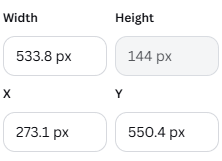 Width Height
533.8 px 144 px
X Y
273.1 px 550.4 px